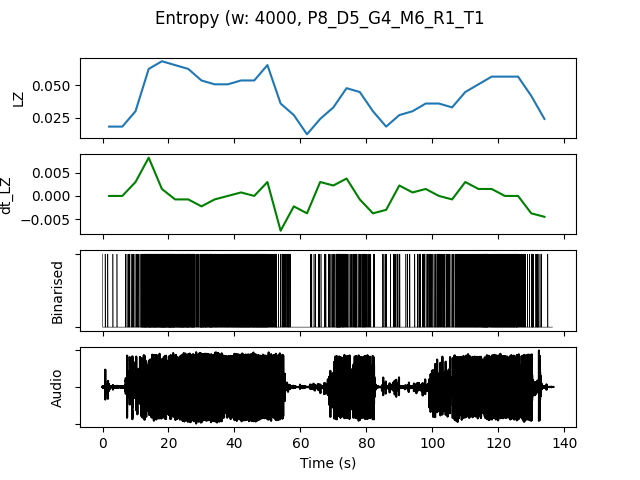 Entropy (w: 4000, P8_D5_G4_M6_R1_T1
LZ
0.050
0.025
dt_LZ
0.005
0.000
−0.005
Binarised
Audio
0 20 40 60 80 100 120 140
Time (s)